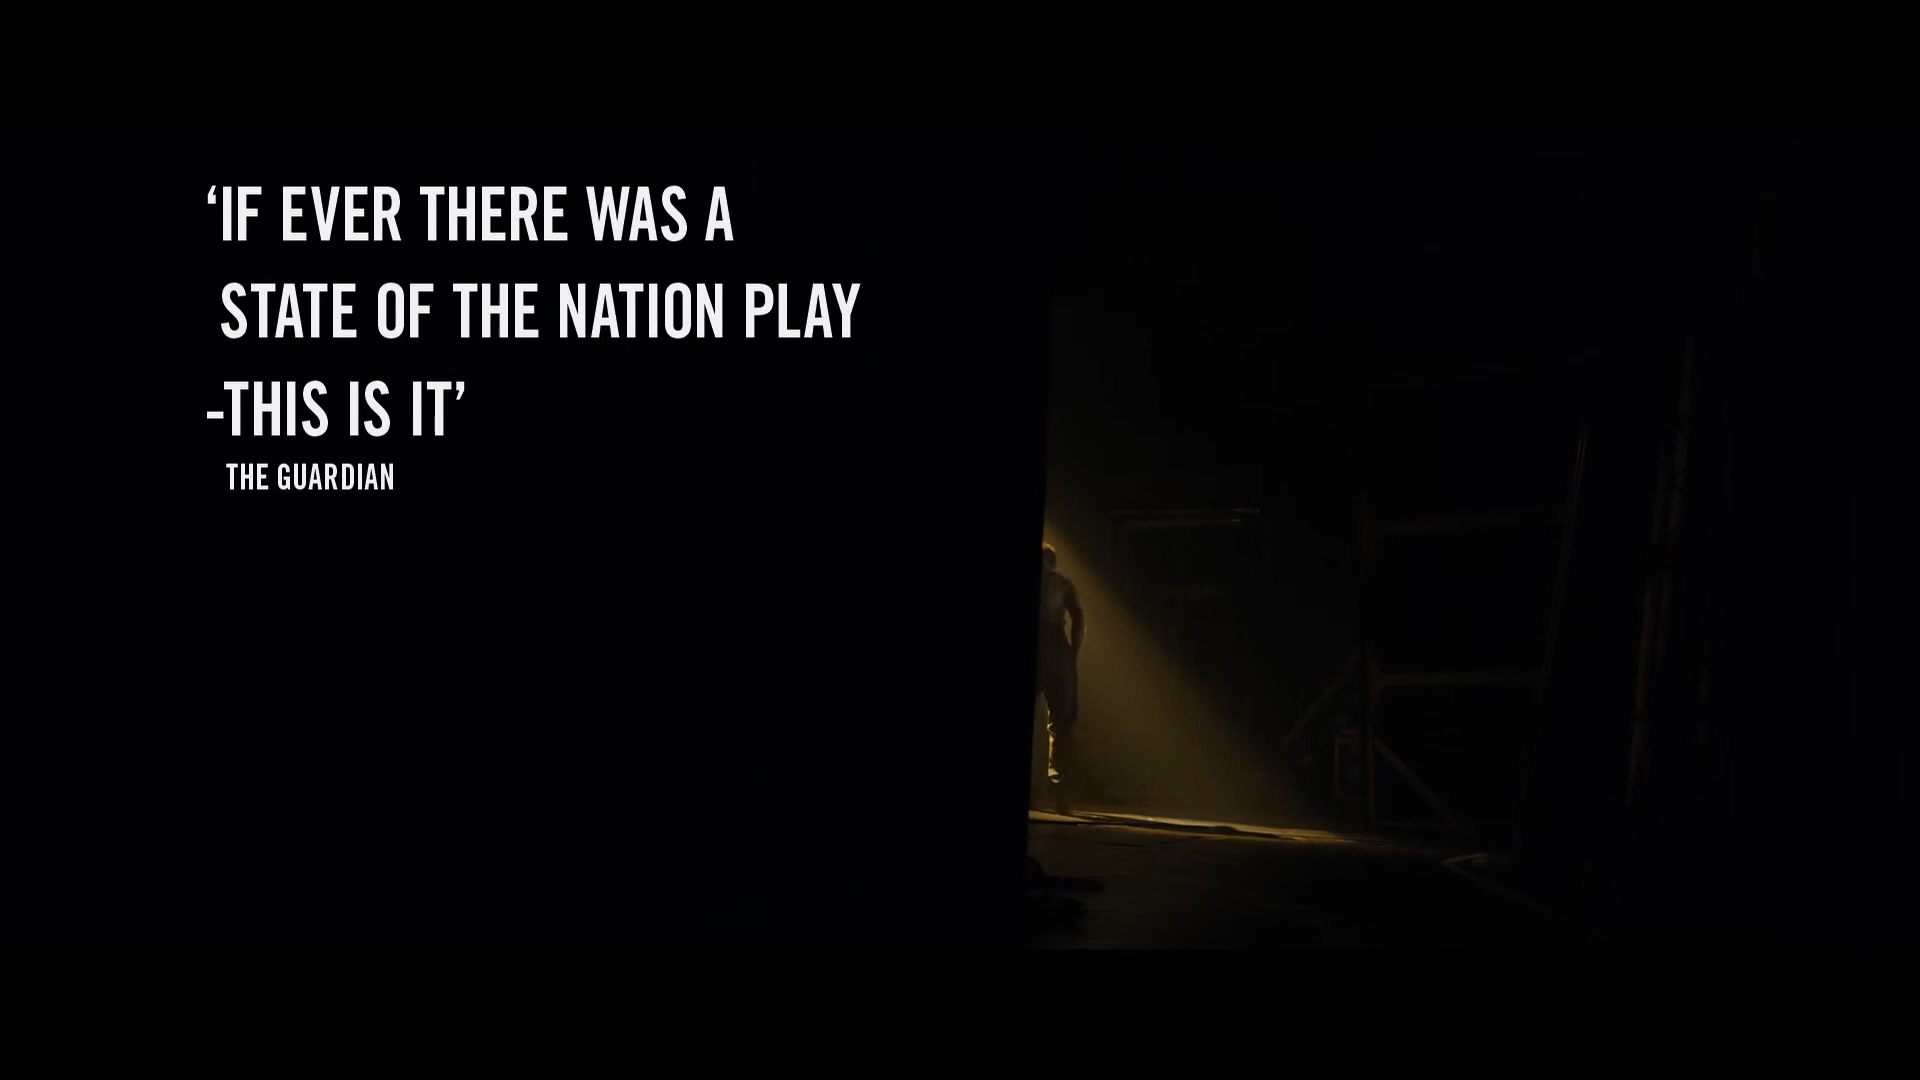 ‘IF EVER THERE WAS A
STATE OF THE NATION PLAY
-THIS IS IT’
THE GUARDIAN